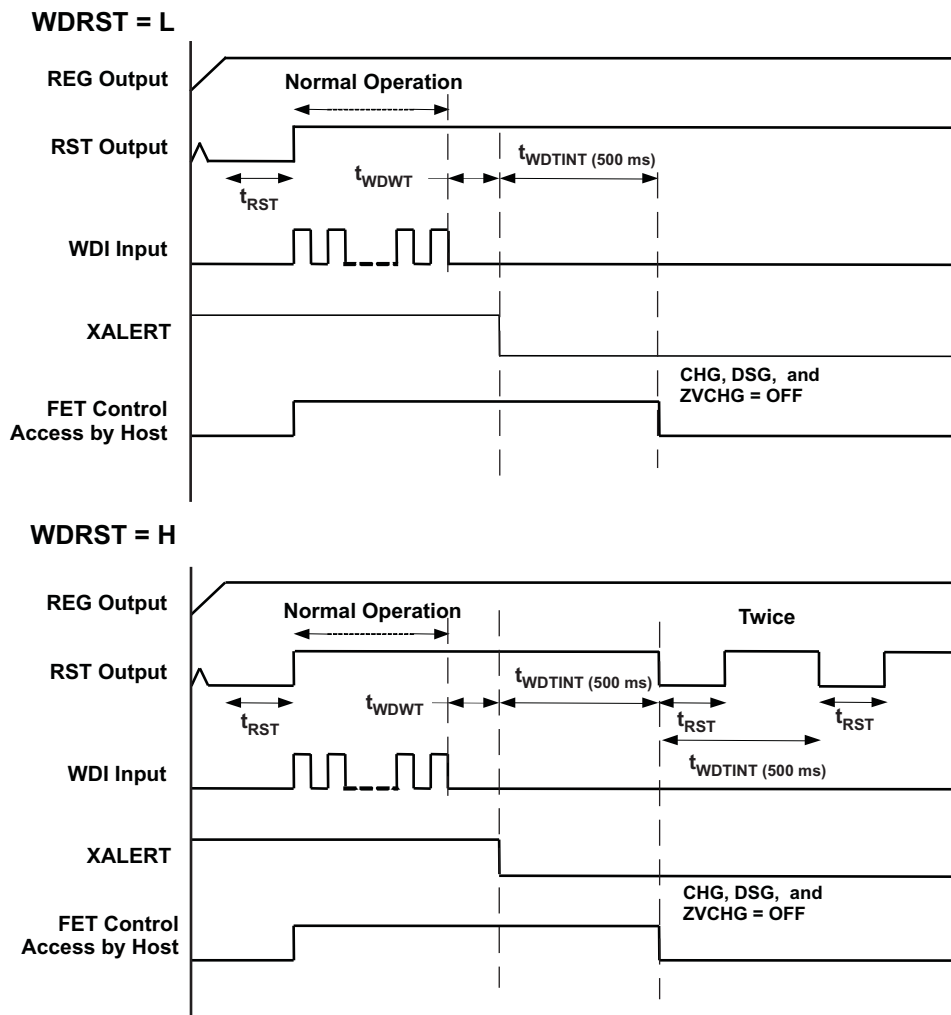 WDRST = L
REG Output
Normal Operation
RST Output
tRST
tWDWT
tWDTINT (500 ms)
WDI Input
XALERT
CHG, DSG, and
ZVCHG = OFF
FET Control
Access by Host
WDRST = H
REG Output
Normal Operation
Twice
RST Output
tRST
tWDWT
tWDTINT (500 ms)
tRST
tRST
tWDTINT (500 ms)
WDI Input
XALERT
CHG, DSG, and
ZVCHG = OFF
FET Control
Access by Host